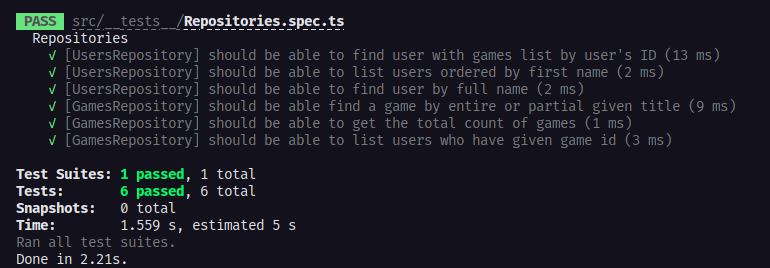 PASS src/__tests__/Repositories.spec.ts
Repositories
√ [UsersRepository] should be able to find user with games list by user's ID (13 ms)
√ [UsersRepository] should be able to list users ordered by first name (2 ms)
√ [UsersRepository] should be able to find user by full name (2 ms)
√ [GamesRepository] should be able find a game by entire or partial given title (9 ms)
√ [GamesRepository] should be able to get the total count of games (1 ms)
√ [GamesRepository] should be able to list users who have given game id (3 ms)
Test Suites: 1 passed, 1 total
Tests: 6 passed, 6 total
Snapshots: 0 total
Time: 1.559 s, estimated 5 s
Ran all test suites.
Done in 2.21s.